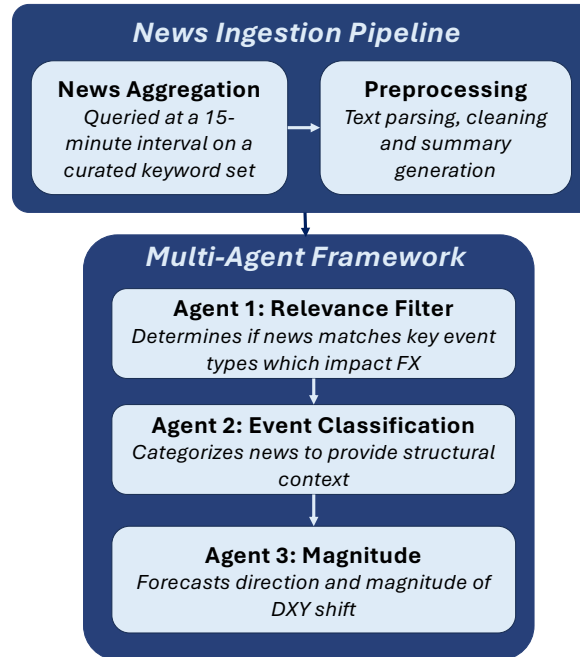 News Ingestion Pipeline
News Aggregation
Queried at a 15-
minute interval on a
curated keyword set
Preprocessing
Text parsing, cleaning
and summary
generation
Multi-Agent Framework
Agent 1: Relevance Filter
Determines if news matches key event
types which impact FX
Agent 2: Event Classification
Categorizes news to provide structural
context
Agent 3: Magnitude
Forecasts direction and magnitude of
DXY shift